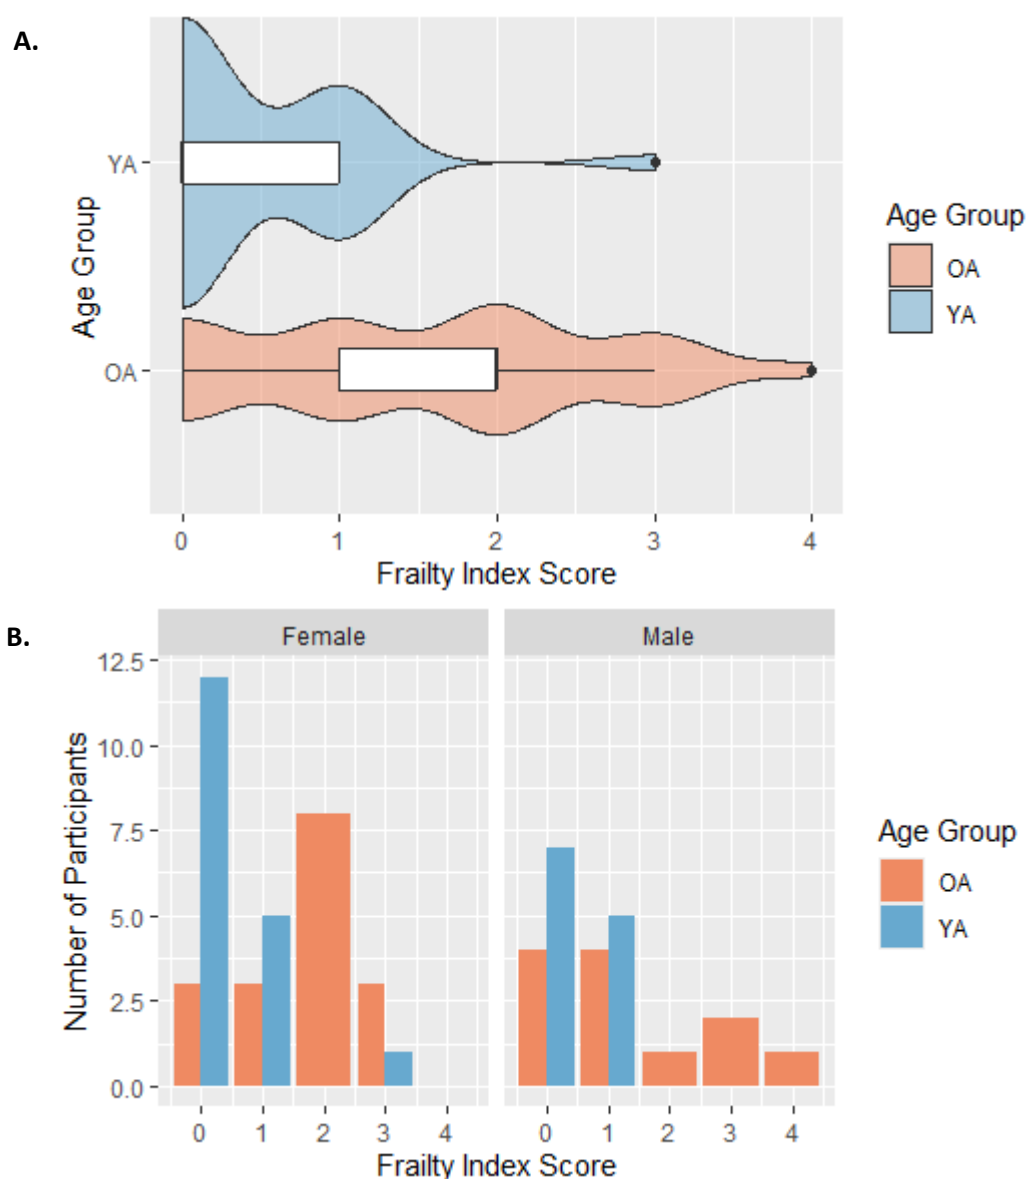 A.
Age Group
YA
OA
0 1 2 3 4
Frailty Index Score
Age Group
OA
YA
B.
Female Male
Number of Participants
12.5
10.0
7.5
5.0
2.5
0.0
0 1 2 3 4 0 1 2 3 4
Frailty Index Score
Age Group
OA
YA